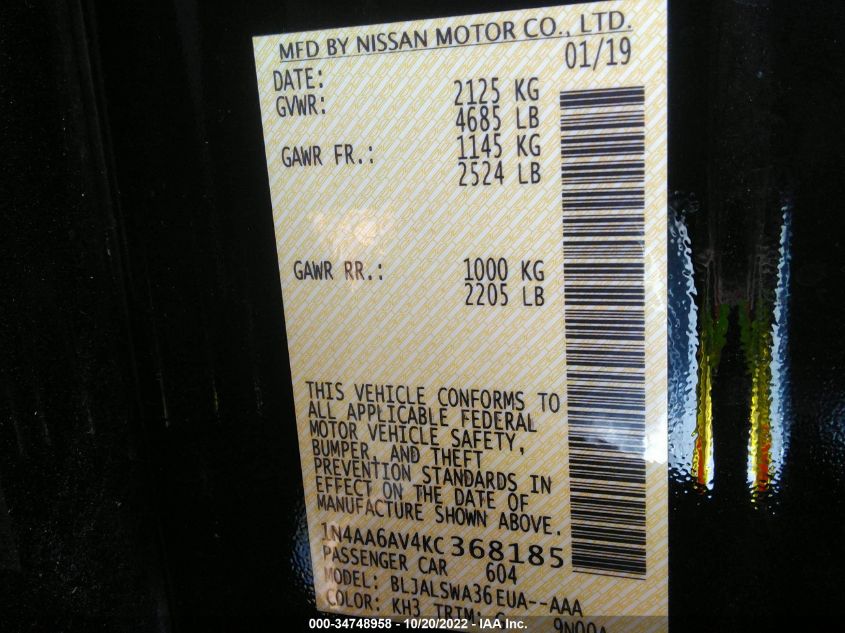 MFD BY NISSAN MOTOR CO., LTD.
DATE: 01/19
GVWR: 2125 KG
4685 LB
GAWR FR.: 1145 KG
2524 LB
GAWR RR.: 1000 KG
2205 LB
THIS VEHICLE CONFORMS TO
ALL APPLICABLE FEDERAL
MOTOR VEHICLE SAFETY,
BUMPER, AND THEFT
PREVENTION STANDARDS IN
EFFECT ON THE DATE OF
MANUFACTURE SHOWN ABOVE.
1N4AA6AV4KC368185
PASSENGER CAR 604
MODEL: BLJALSWA36EUA--AAA
COLOR: KH3 TRIM:
000-34748958 - 10/20/2022 - IAA Inc.